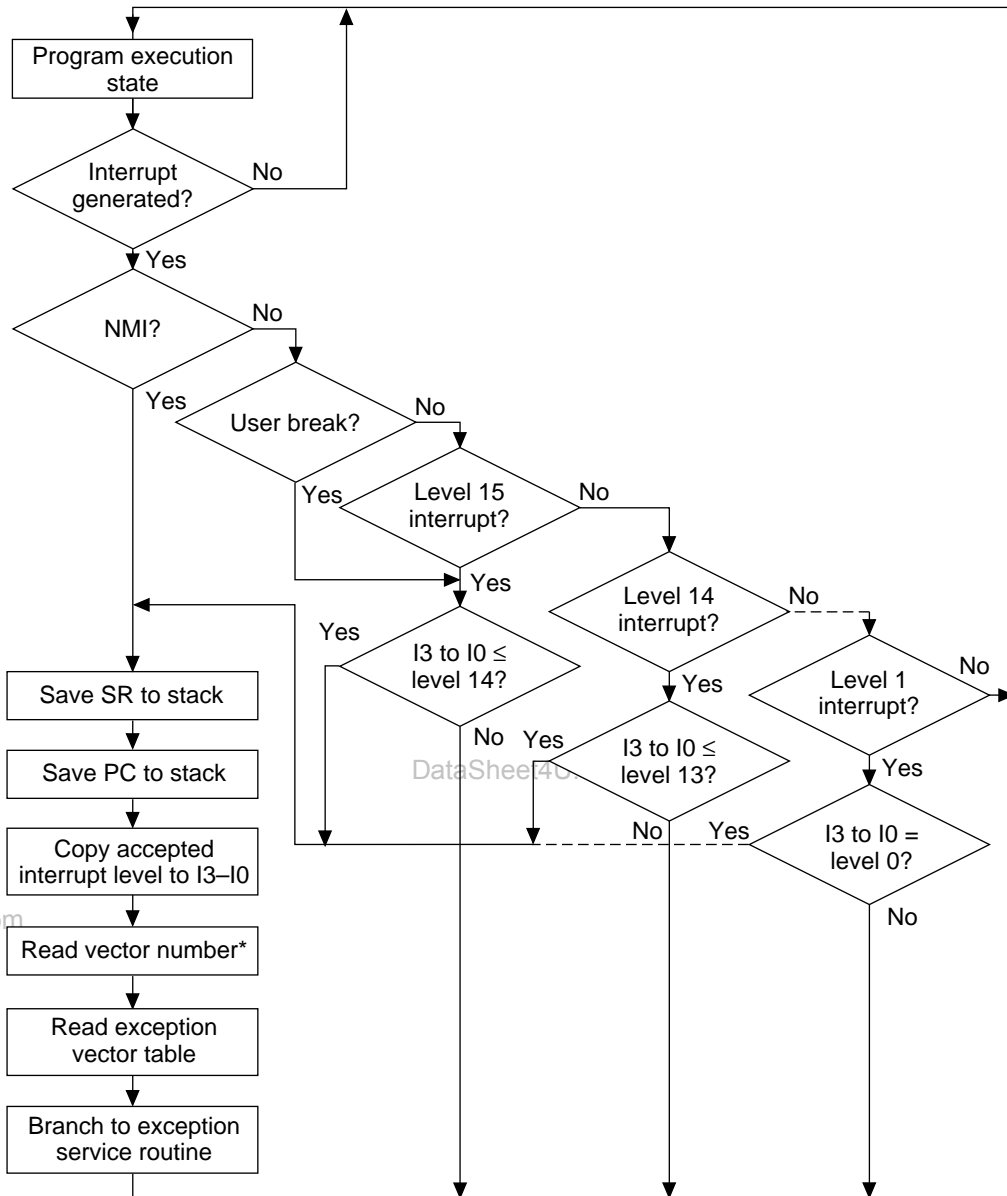 Program execution
state
Interrupt
generated?
No
Yes
NMI?
No
Yes
User break?
No
Yes
Level 15
interrupt?
No
Yes
Level 14
interrupt?
No
Yes
Level 1
interrupt?
No
Yes
I3 to I0 ≤
level 14?
Yes
No
I3 to I0 ≤
level 13?
Yes
No
I3 to I0 =
level 0?
Yes
No
Save SR to stack
Save PC to stack
Copy accepted
interrupt level to I3–I0
Read vector number*
Read exception
vector table
Branch to exception
service routine
DataSheet4U.
om